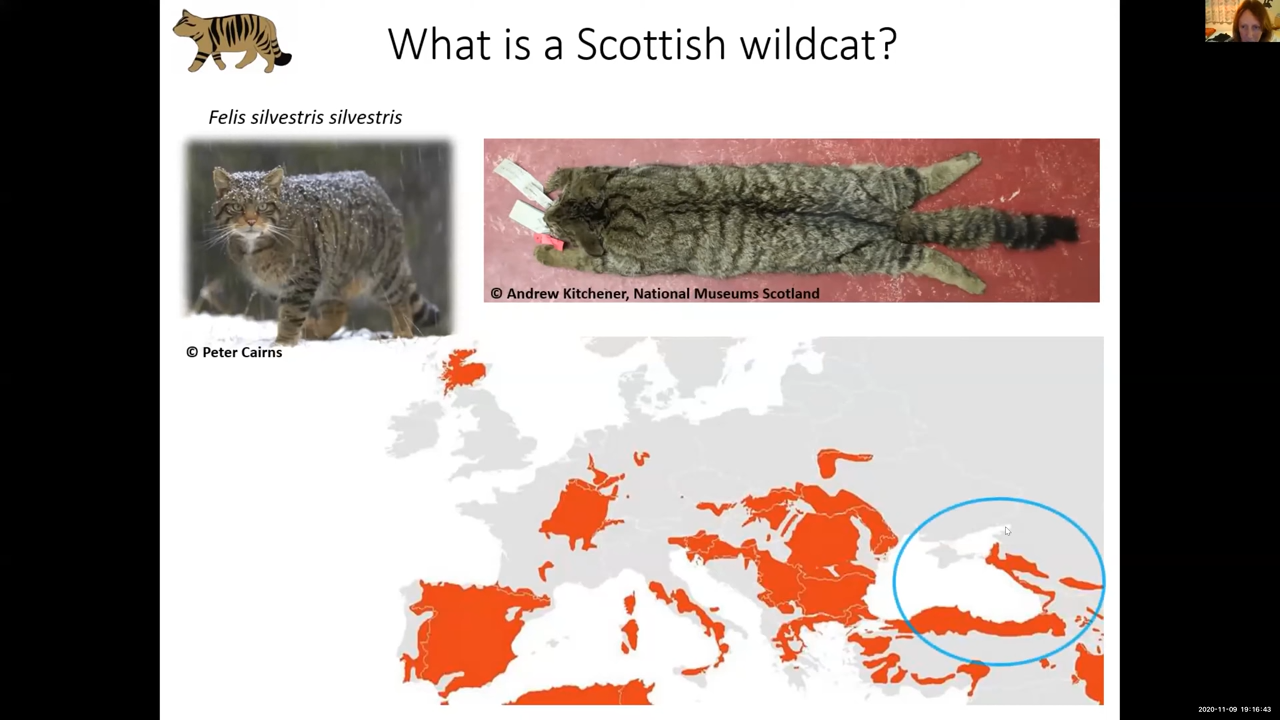 What is a Scottish wildcat?
Felis silvestris silvestris
© Andrew Kitchener, National Museums Scotland
© Peter Cairns
2020-11-09 19:16:43